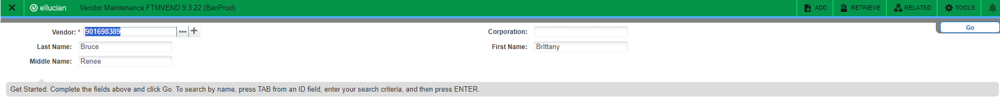 ellucian Vendor Maintenance FTMVEND 9.3.22 (BanProd) ADD RETRIEVE RELATED TOOLS
Vendor: * 901698389 Corporation: Go
Last Name: Bruce First Name: Brittany
Middle Name: Renee
Get Started: Complete the fields above and click Go. To search by name, press TAB from an ID field, enter your search criteria, and then press ENTER.